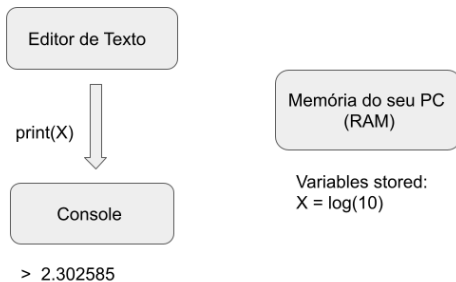 Editor de Texto
print(X)
Console
> 2.302585
Memória do seu PC
(RAM)
Variables stored:
X = log(10)